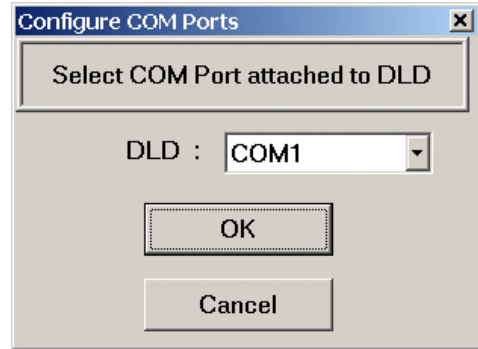 Configure COM Ports
Select COM Port attached to DLD
DLD : COM1
OK
Cancel